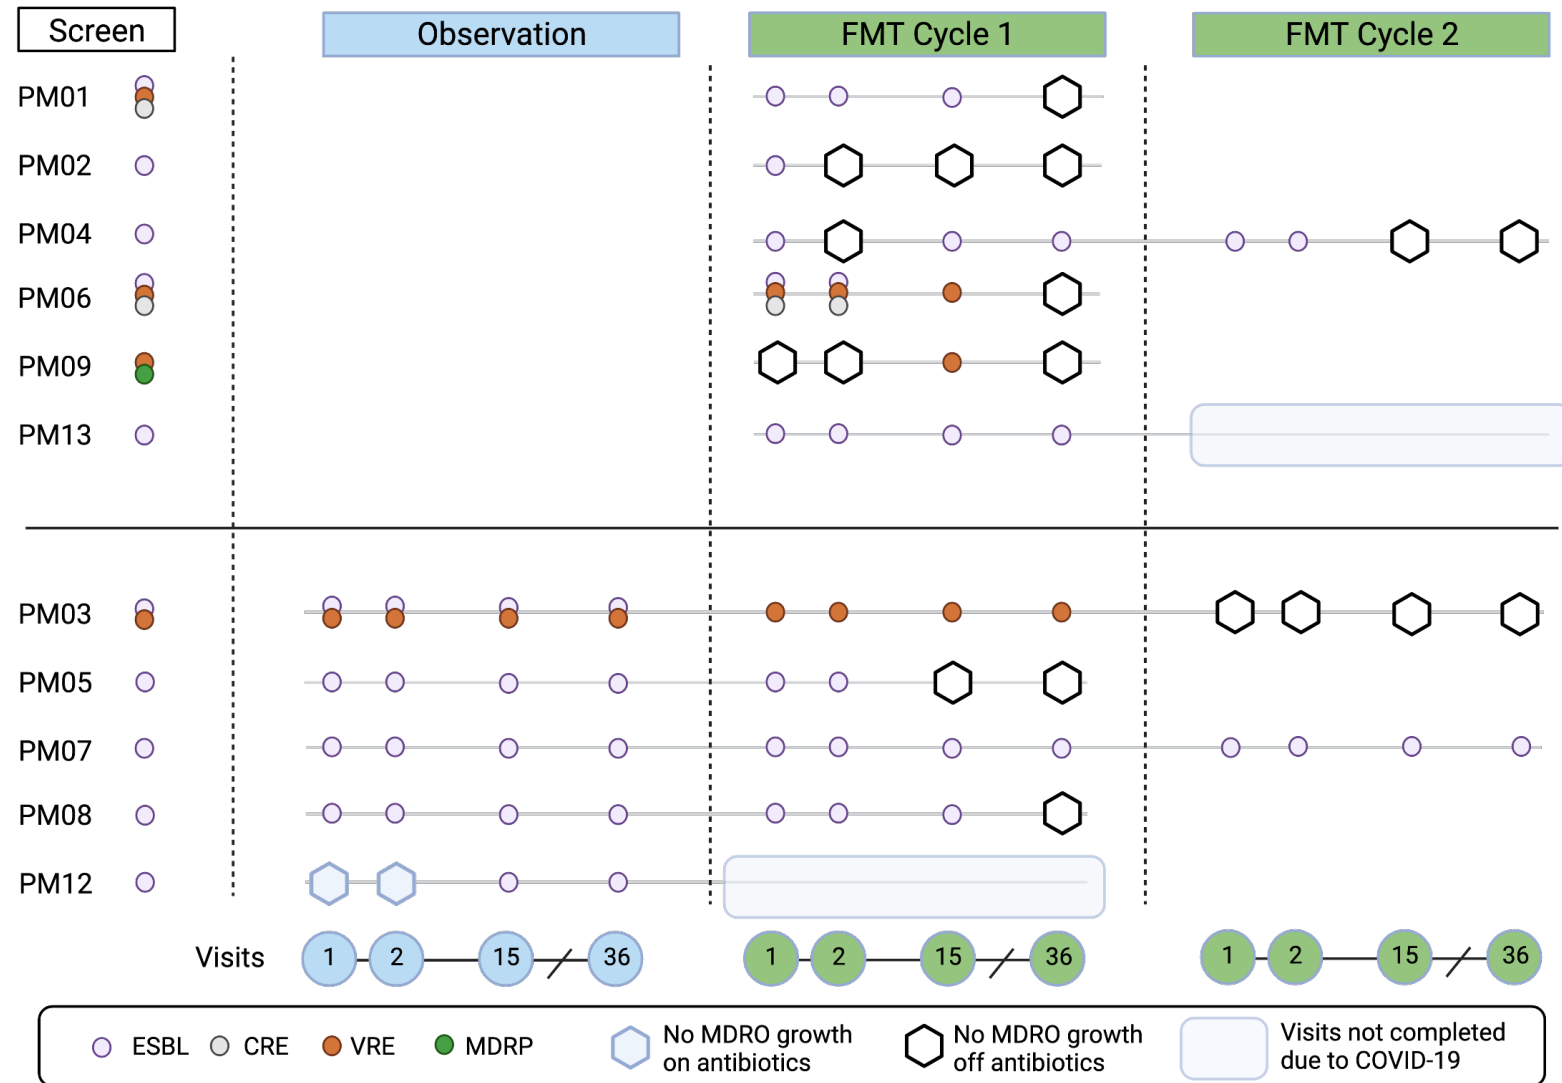 Screen
Observation
FMT Cycle 1
FMT Cycle 2
PM01
PM02
PM04
PM06
PM09
PM13
PM03
PM05
PM07
PM08
PM12
Visits
1 2 15 36
1 2 15 36
1 2 15 36
ESBL
CRE
VRE
MDRP
No MDRO growth
on antibiotics
No MDRO growth
off antibiotics
Visits not completed
due to COVID-19